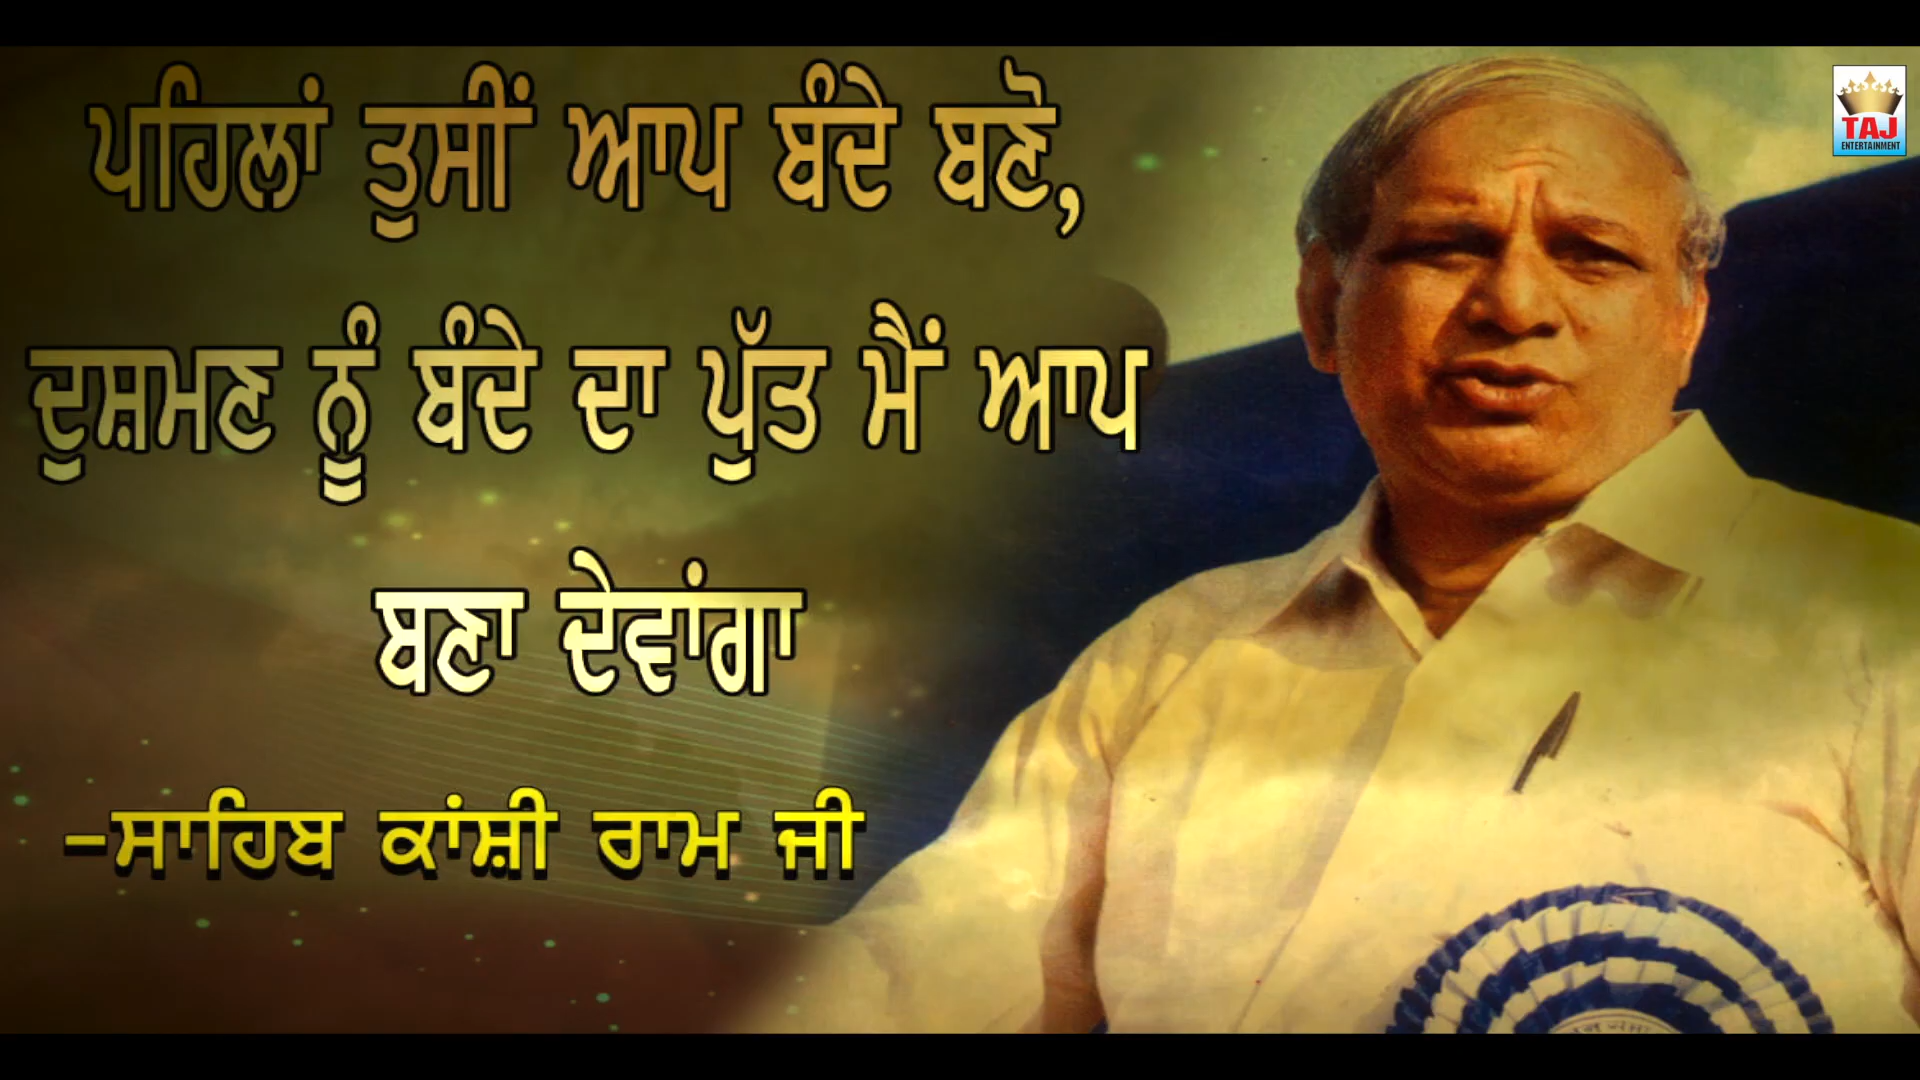 ਪਹਿਲਾਂ ਤੁਸੀਂ ਆਪ ਬੰਦੇ ਬਣੋ,
ਦੁਸ਼ਮਣ ਨੂੰ ਬੰਦੇ ਦਾ ਪੁੱਤ ਮੈਂ ਆਪ
ਬਣਾ ਦੇਵਾਂਗਾ
-ਸਾਹਿਬ ਕਾਂਸ਼ੀ ਰਾਮ ਜੀ
TAJ
ENTERTAINMENT